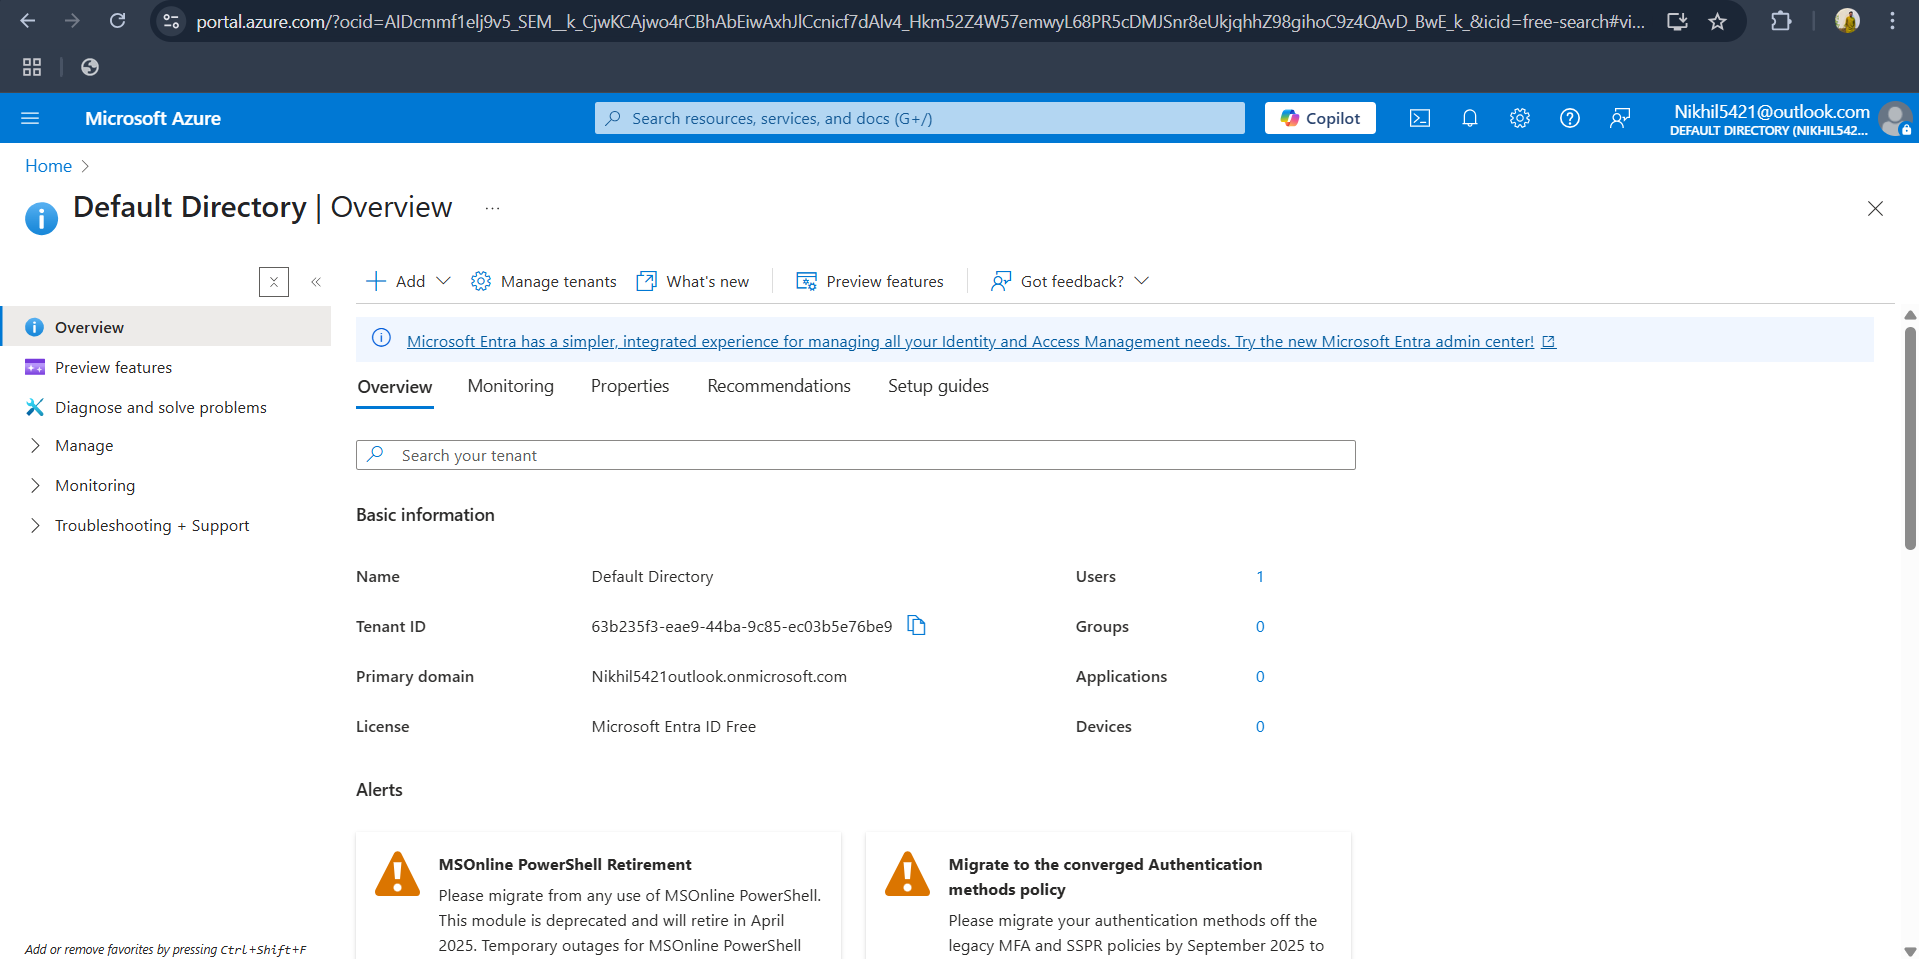 portal.azure.com/?ocid=AIDcmmf1elJ9v5_SEM__k_CjwKCAjwo4rCBhAbEiwAxhJlCcnicf7dAlv4_Hkm52Z4W57emwyL68PR5cDMJSnr8eUkjqhhZ98gihoC9z4QAvD_BwE_k_&icid=free-search#vi...
Microsoft Azure
Search resources, services, and docs (G+/)
Copilot
Nikhil5421@outlook.com
DEFAULT DIRECTORY (NIKHIL542...
Home
Default Directory | Overview
...
Add
Manage tenants
What's new
Preview features
Got feedback?
Overview
Preview features
Diagnose and solve problems
Manage
Monitoring
Troubleshooting + Support
Microsoft Entra has a simpler, integrated experience for managing all your Identity and Access Management needs. Try the new Microsoft Entra admin center!
Overview Monitoring Properties Recommendations Setup guides
Search your tenant
Basic information
Name Default Directory Users 1
Tenant ID 63b235f3-eae9-44ba-9c85-ec03b5e76be9 Groups 0
Primary domain Nikhil5421outlook.onmicrosoft.com Applications 0
License Microsoft Entra ID Free Devices 0
Alerts
MSOnline PowerShell Retirement
Please migrate from any use of MSOnline PowerShell.
This module is deprecated and will retire in April
2025. Temporary outages for MSOnline PowerShell
Migrate to the converged Authentication
methods policy
Please migrate your authentication methods off the
legacy MFA and SSPR policies by September 2025 to
Add or remove favorites by pressing Ctrl+Shift+F